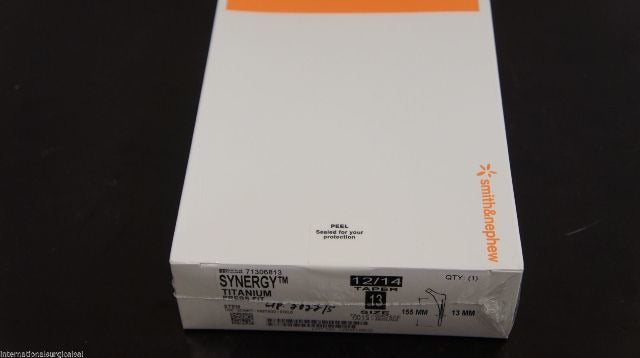 PEEL
Sealed for your
protection
smith&nephew
71306813
SYNERGY™
TITANIUM
PRESS FIT
12/14
TAPER
13
SIZE
QTY: (1)
155 MM
13 MM
internationalsurgicalsel